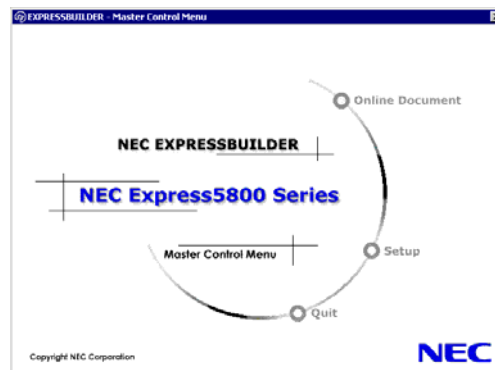 EXPRESSBUILDER - Master Control Menu
Online Document
NEC EXPRESSBUILDER
NEC Express5800 Series
Setup
Master Control Menu
Quit
Copyright NEC Corporation
NEC